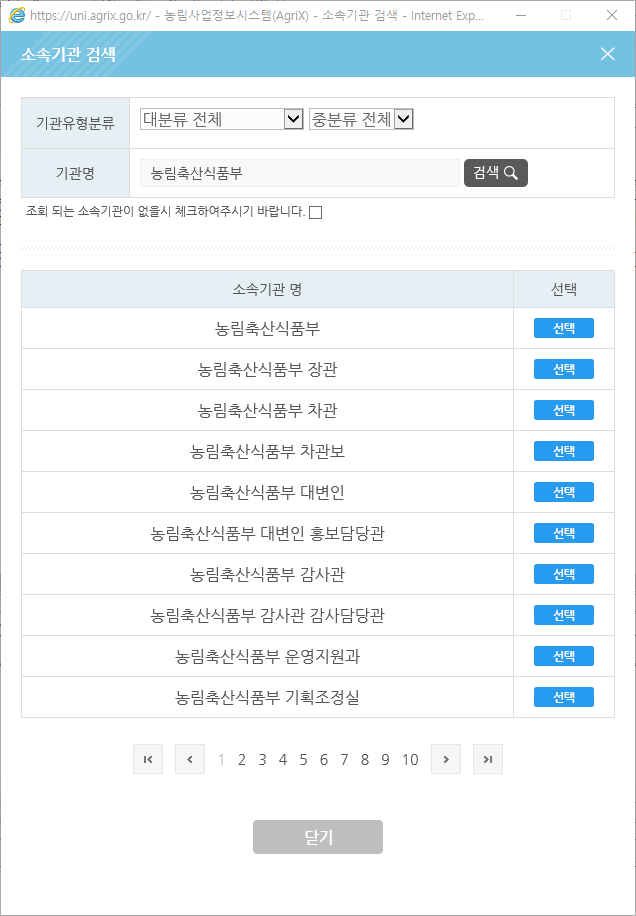 https://uni.agrix.go.kr/ - 농림사업정보시스템(AgriX) - 소속기관 검색 - Internet Exp...
소속기관 검색
기관유형분류 대분류 전체 중분류 전체
기관명 농림축산식품부 검색
조회 되는 소속기관이 없을시 체크하여주시기 바랍니다.
소속기관 명 선택
농림축산식품부 선택
농림축산식품부 장관 선택
농림축산식품부 차관 선택
농림축산식품부 차관보 선택
농림축산식품부 대변인 선택
농림축산식품부 대변인 홍보담당관 선택
농림축산식품부 감사관 선택
농림축산식품부 감사관 감사담당관 선택
농림축산식품부 운영지원과 선택
농림축산식품부 기획조정실 선택
1 2 3 4 5 6 7 8 9 10
닫기